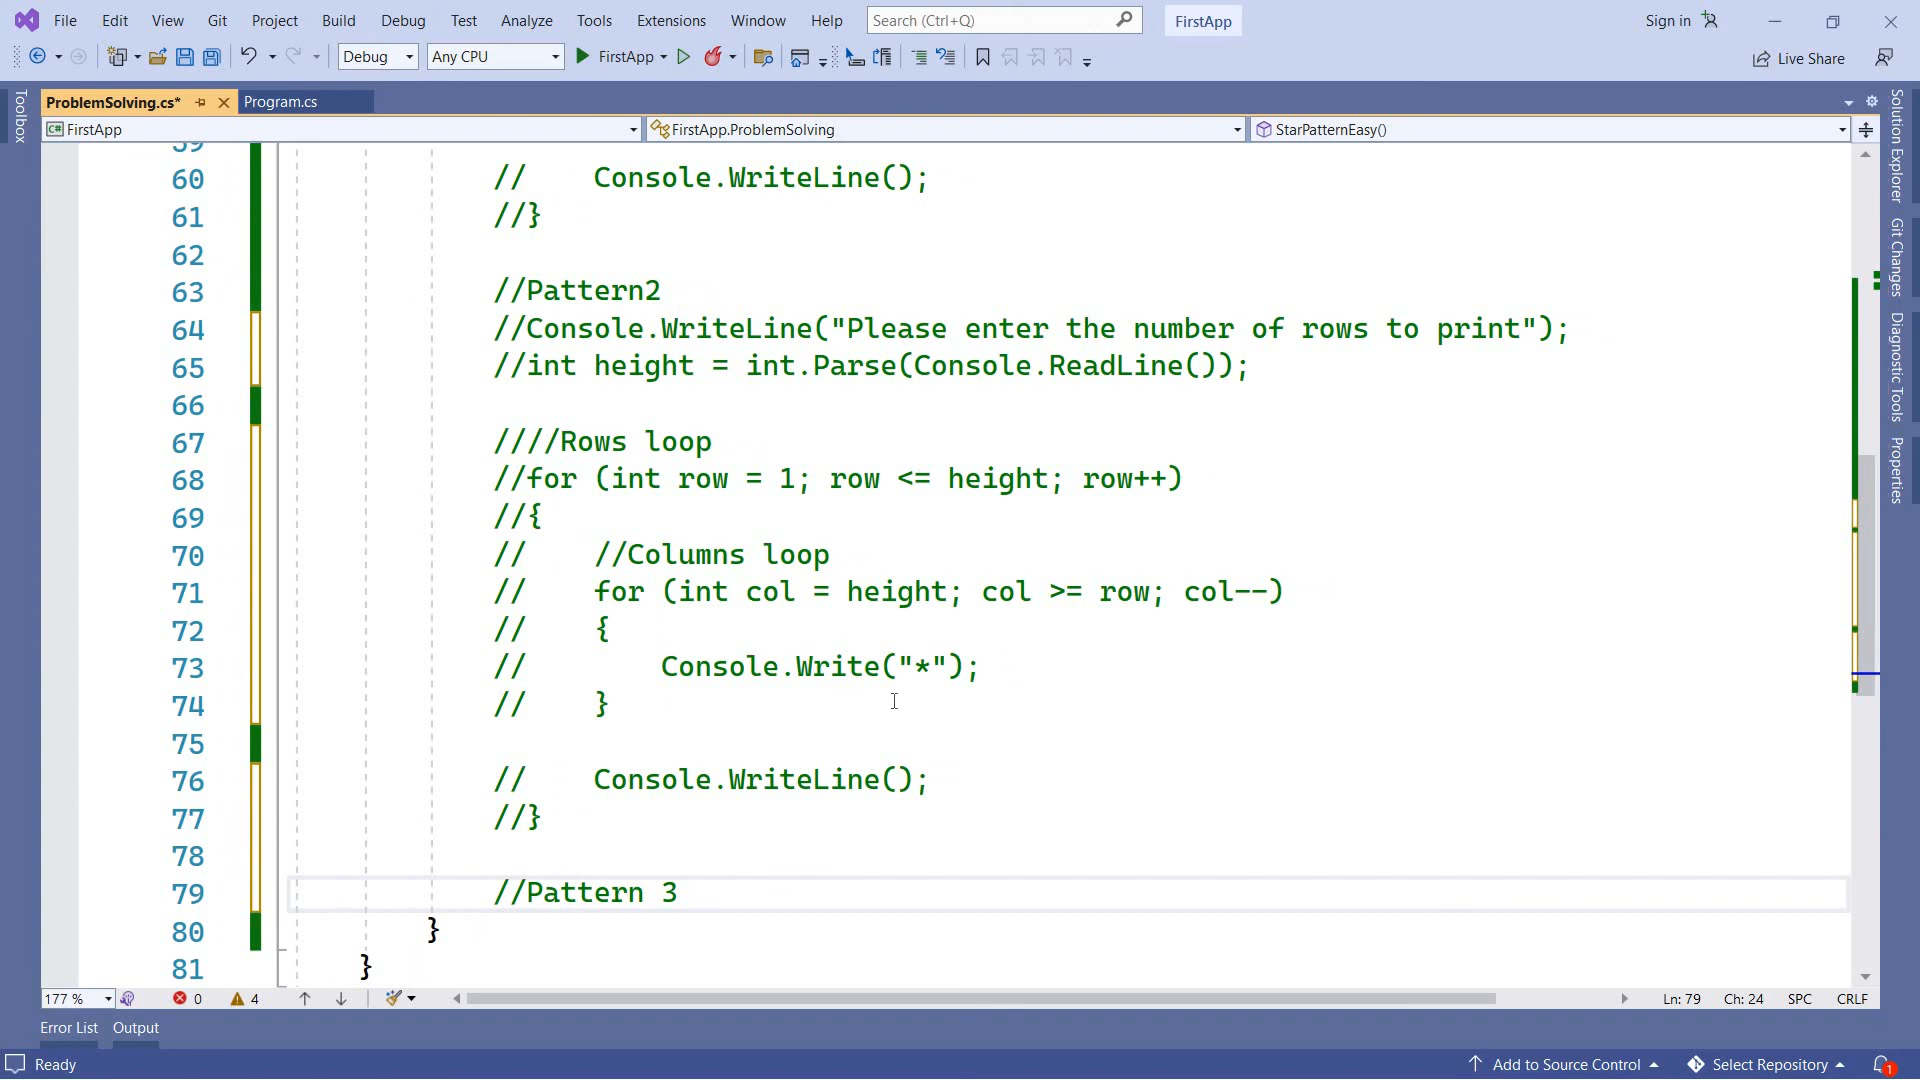 File Edit View Git Project Build Debug Test Analyze Tools Extensions Window Help Search (Ctrl+Q) FirstApp Sign in
Debug Any CPU FirstApp Live Share
ProblemSolving.cs* Program.cs
C# FirstApp FirstApp.ProblemSolving StarPatternEasy()
Toolbox
60 // Console.WriteLine();
61 //}
62
63 //Pattern2
64 //Console.WriteLine("Please enter the number of rows to print");
65 //int height = int.Parse(Console.ReadLine());
66
67 ////Rows loop
68 //for (int row = 1; row <= height; row++)
69 //{
70 // //Columns loop
71 // for (int col = height; col >= row; col--)
72 // {
73 // Console.Write("*");
74 // }
75
76 // Console.WriteLine();
77 //}
78
79 //Pattern 3
80 }
81 }
Solution Explorer
Git Changes
Diagnostic Tools
Properties
177 % 0 4 Ln: 79 Ch: 24 SPC CRLF
Error List Output
Ready Add to Source Control Select Repository 1